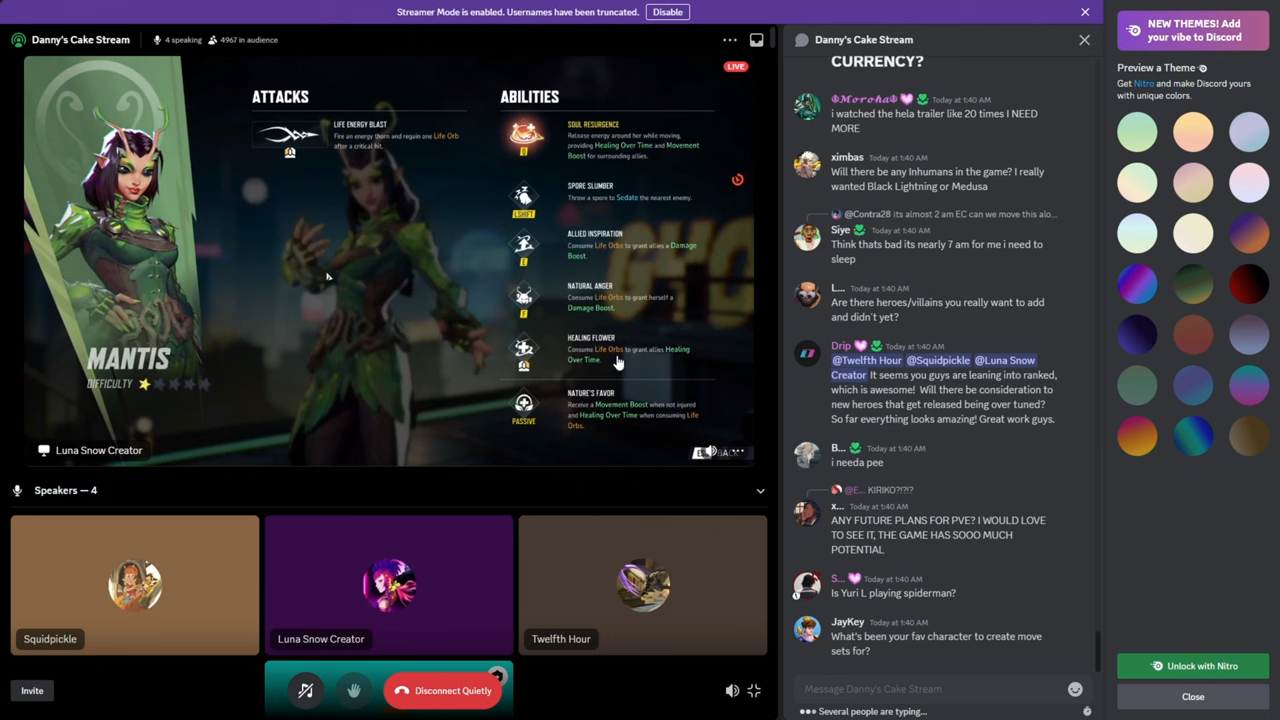 Streamer Mode is enabled. Usernames have been truncated.
Disable
Danny's Cake Stream
4 speaking
4967 in audience
LIVE
ATTACKS
LIFE ENERGY BLAST
Fire an energy thorn and regain one Life Orb
after a critical hit.
ABILITIES
SOUL RESURGENCE
Release energy around her while moving,
providing Healing Over Time and Movement
Boost for surrounding allies.
Q
SPORE SLUMBER
Throw a spore to Sedate the nearest enemy.
LSHIFT
ALLIED INSPIRATION
Consume Life Orbs to grant allies a Damage
Boost.
E
NATURAL ANGER
Consume Life Orbs to grant herself a
Damage Boost.
F
HEALING FLOWER
Consume Life Orbs to grant allies Healing
Over Time.
NATURE'S FAVOR
Receive a Movement Boost when not injured
and Healing Over Time when consuming Life
Orbs.
PASSIVE
MANTIS
DIFFICULTY
Luna Snow Creator
Speakers — 4
Squidpickle
Luna Snow Creator
Twelfth Hour
Invite
Disconnect Quietly
Danny's Cake Stream
CURRENCY?
Moroha Today at 1:40 AM
i watched the hela trailer like 20 times I NEED
MORE
ximbas Today at 1:40 AM
Will there be any Inhumans in the game? I really
wanted Black Lightning or Medusa
@Contra28 its almost 2 am EC can we move this alo...
Siye Today at 1:40 AM
Think thats bad its nearly 7 am for me i need to
sleep
L... Today at 1:40 AM
Are there heroes/villains you really want to add
and didn't yet?
Drip Today at 1:40 AM
@Twelfth Hour @Squidpickle @Luna Snow
Creator It seems you guys are leaning into ranked,
which is awesome! Will there be consideration to
new heroes that get released being over tuned?
So far everything looks amazing! Great work guys.
B... Today at 1:40 AM
i needa pee
@E... KIRIKO?!?!?
x... Today at 1:40 AM
ANY FUTURE PLANS FOR PVE? I WOULD LOVE
TO SEE IT, THE GAME HAS SOOO MUCH
POTENTIAL
S... Today at 1:40 AM
Is Yuri L playing spiderman?
JayKey Today at 1:40 AM
What's been your fav character to create move
sets for?
Message Danny's Cake Stream
Several people are typing...
NEW THEMES! Add
your vibe to Discord
Preview a Theme
Get Nitro and make Discord yours
with unique colors.
Unlock with Nitro
Close